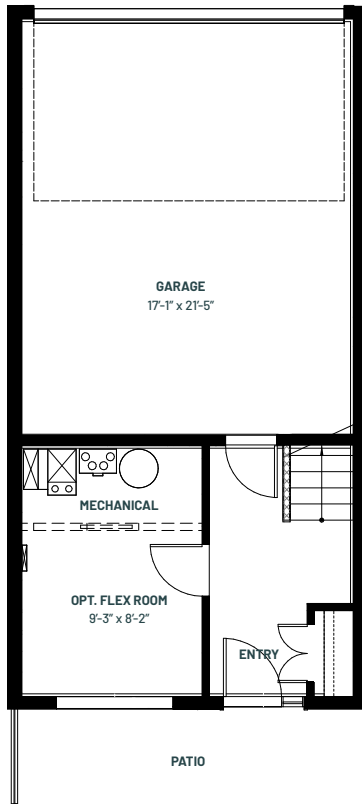 GARAGE
17'-1" x 21'-5"
MECHANICAL
OPT. FLEX ROOM
9'-3" x 8'-2"
ENTRY
PATIO